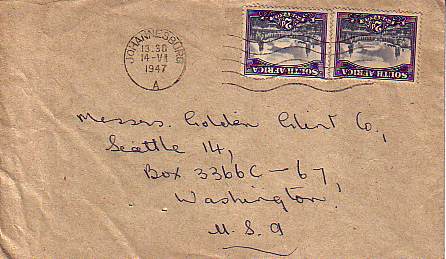 JOHANNESBURG
13.30
14-VI
1947
A
SOUTH AFRICA
SOUTH AFRICA
Messrs. Golden Glint Co.,
Seattle 14,
Box 3366C-67,
Washington.
U.S.A